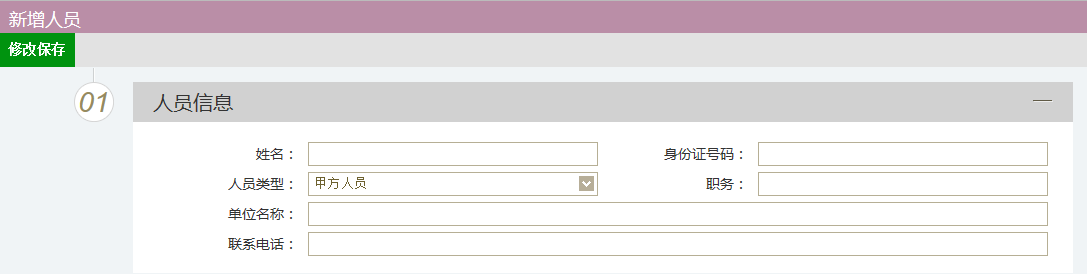 新增人员
修改保存
01 人员信息
姓名： 身份证号码：
人员类型： 甲方人员 职务：
单位名称：
联系电话：